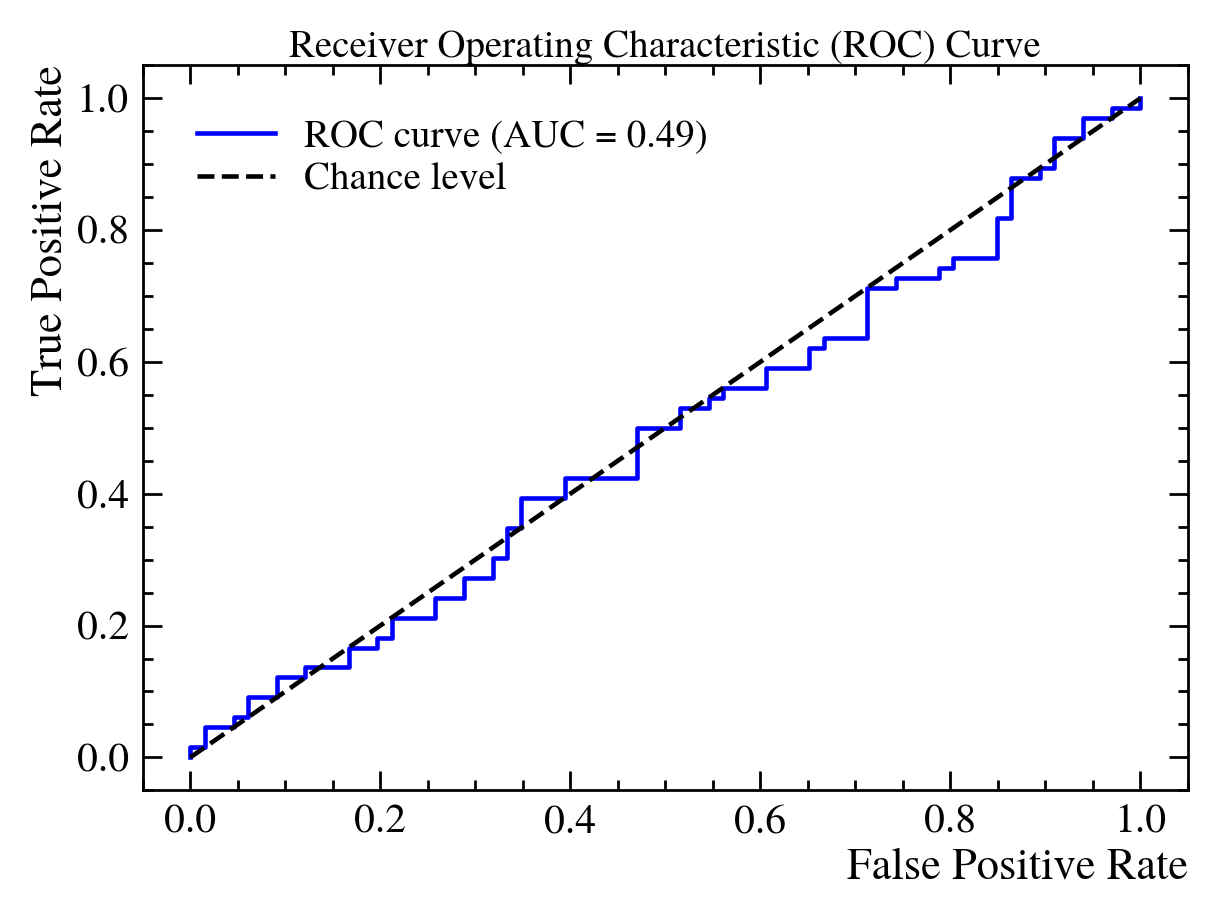 Receiver Operating Characteristic (ROC) Curve
True Positive Rate
1.0
0.8
0.6
0.4
0.2
0.0
ROC curve (AUC = 0.49)
Chance level
0.0 0.2 0.4 0.6 0.8 1.0
False Positive Rate